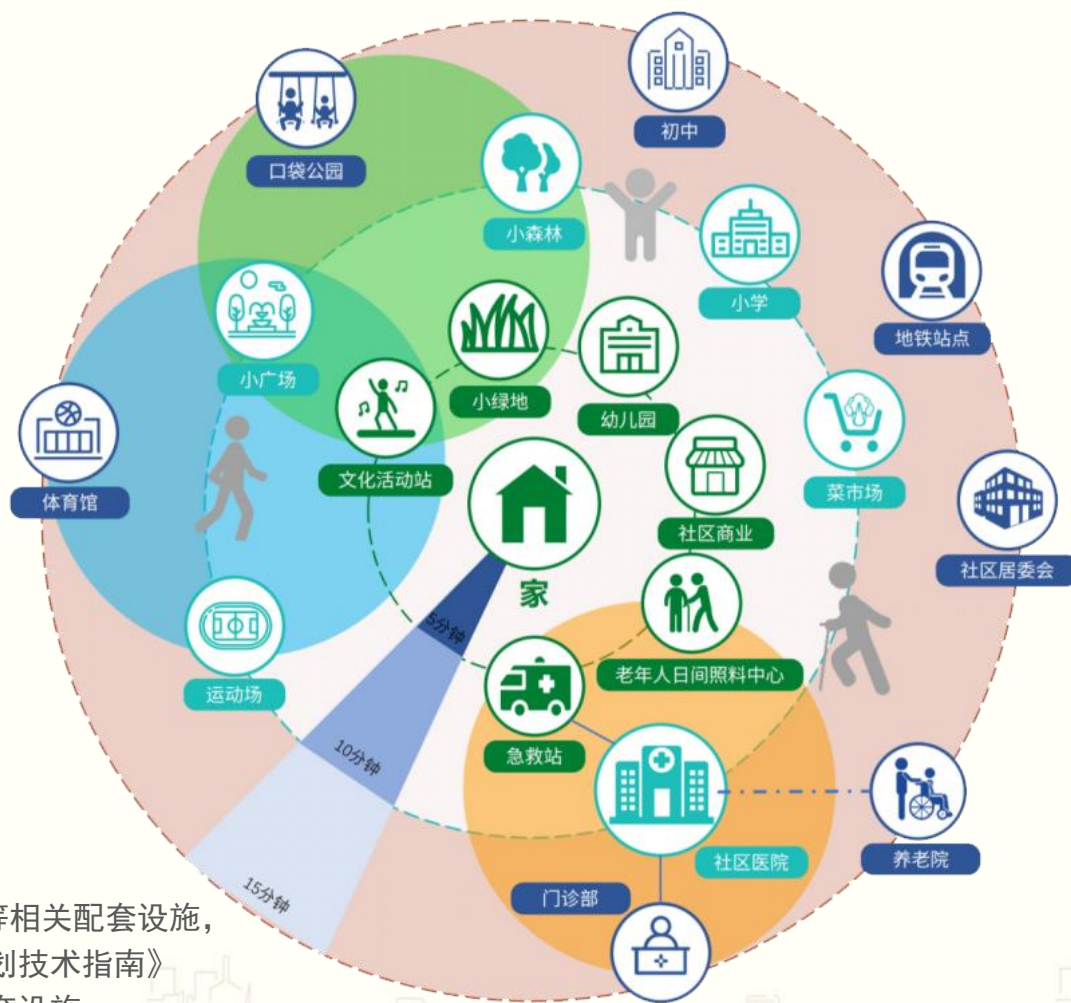 初中
口袋公园
小森林
小学
地铁站点
小广场
小绿地
幼儿园
文化活动站
体育馆
菜市场
社区商业
社区居委会
家
5分钟
老年人日间照料中心
运动场
急救站
10分钟
社区医院
养老院
15分钟
门诊部
等相关配套设施，
划技术指南》